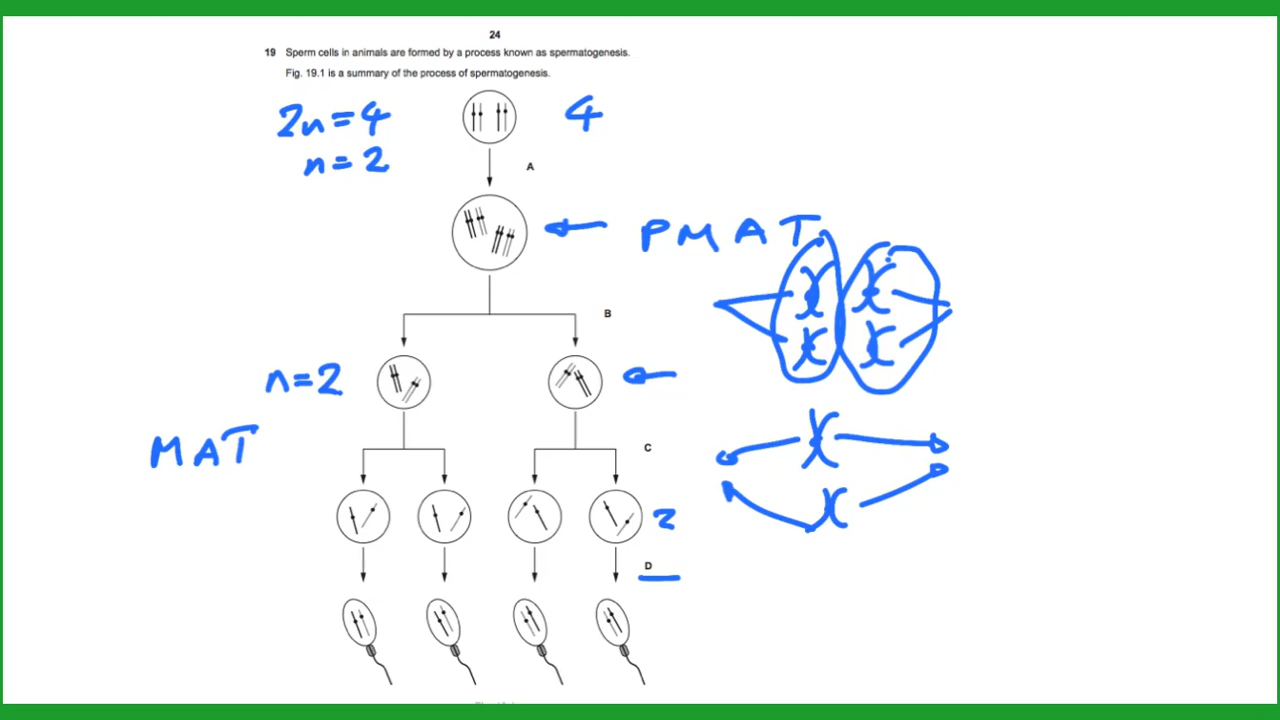 24
19 Sperm cells in animals are formed by a process known as spermatogenesis.
Fig. 19.1 is a summary of the process of spermatogenesis.
2n=4
4
n=2
A
PMAT
B
n=2
MAT
C
2
D